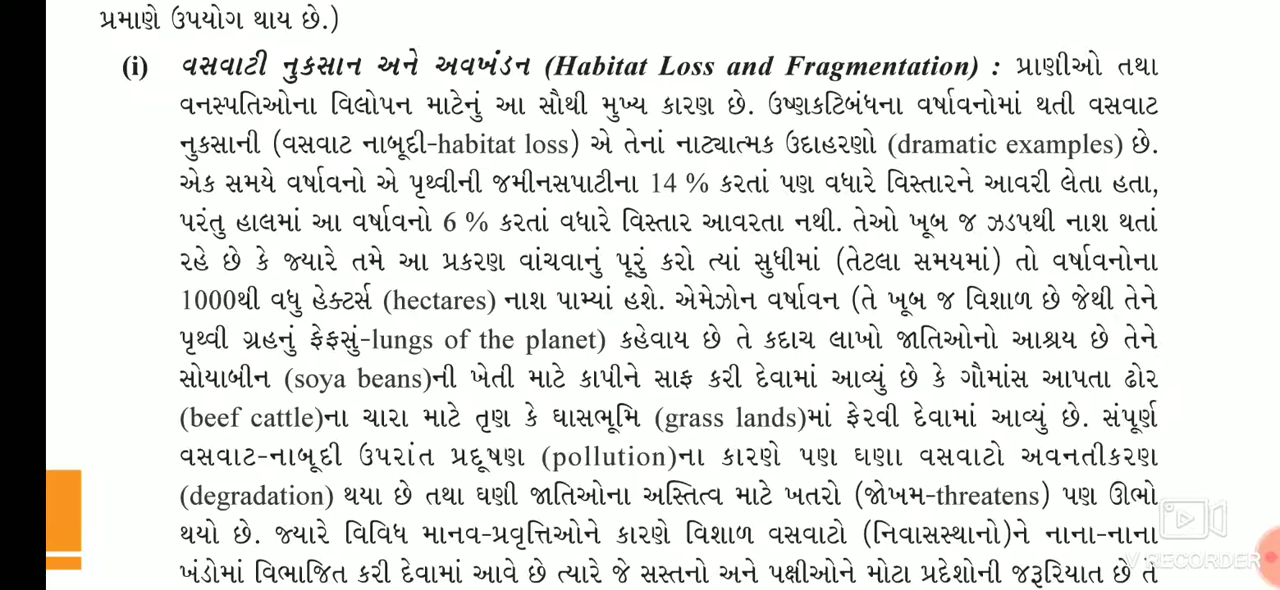 પ્રમાણે ઉપયોગ થાય છે.)
(i) વસવાટી નુકસાન અને અવખંડન (Habitat Loss and Fragmentation) : પ્રાણીઓ તથા
વનસ્પતિઓના વિલોપન માટેનું આ સૌથી મુખ્ય કારણ છે. ઉષ્ણકટિબંધના વર્ષાવનોમાં થતી વસવાટ
નુકસાની (વસવાટ નાબૂદી-habitat loss) એ તેનાં નાટ્યાત્મક ઉદાહરણો (dramatic examples) છે.
એક સમયે વર્ષાવનો એ પૃથ્વીની જમીનસપાટીના 14 % કરતાં પણ વધારે વિસ્તારને આવરી લેતા હતા,
પરંતુ હાલમાં આ વર્ષાવનો 6 % કરતાં વધારે વિસ્તાર આવરતા નથી. તેઓ ખૂબ જ ઝડપથી નાશ થતાં
રહે છે કે જ્યારે તમે આ પ્રકરણ વાંચવાનું પૂરું કરો ત્યાં સુધીમાં (તેટલા સમયમાં) તો વર્ષાવનોના
1000થી વધુ હેક્ટર્સ (hectares) નાશ પામ્યાં હશે. એમેઝોન વર્ષાવન (તે ખૂબ જ વિશાળ છે જેથી તેને
પૃથ્વી ગ્રહનું ફેફસું-lungs of the planet) કહેવાય છે તે કદાચ લાખો જાતિઓનો આશ્રય છે તેને
સોયાબીન (soya beans)ની ખેતી માટે કાપીને સાફ કરી દેવામાં આવ્યું છે કે ગૌમાંસ આપતા ઢોર
(beef cattle)ના ચારા માટે તૃણ કે ઘાસભૂમિ (grass lands)માં ફેરવી દેવામાં આવ્યું છે. સંપૂર્ણ
વસવાટ-નાબૂદી ઉપરાંત પ્રદૂષણ (pollution)ના કારણે પણ ઘણા વસવાટો અવનતીકરણ
(degradation) થયા છે તથા ઘણી જાતિઓના અસ્તિત્વ માટે ખતરો (જોખમ-threatens) પણ ઊભો
થયો છે. જ્યારે વિવિધ માનવ-પ્રવૃત્તિઓને કારણે વિશાળ વસવાટો (નિવાસસ્થાનો)ને નાના-નાના
ખંડોમાં વિભાજિત કરી દેવામાં આવે છે ત્યારે જે સસ્તનો અને પક્ષીઓને મોટા પ્રદેશોની જરૂરિયાત છે તે
V RECORDER